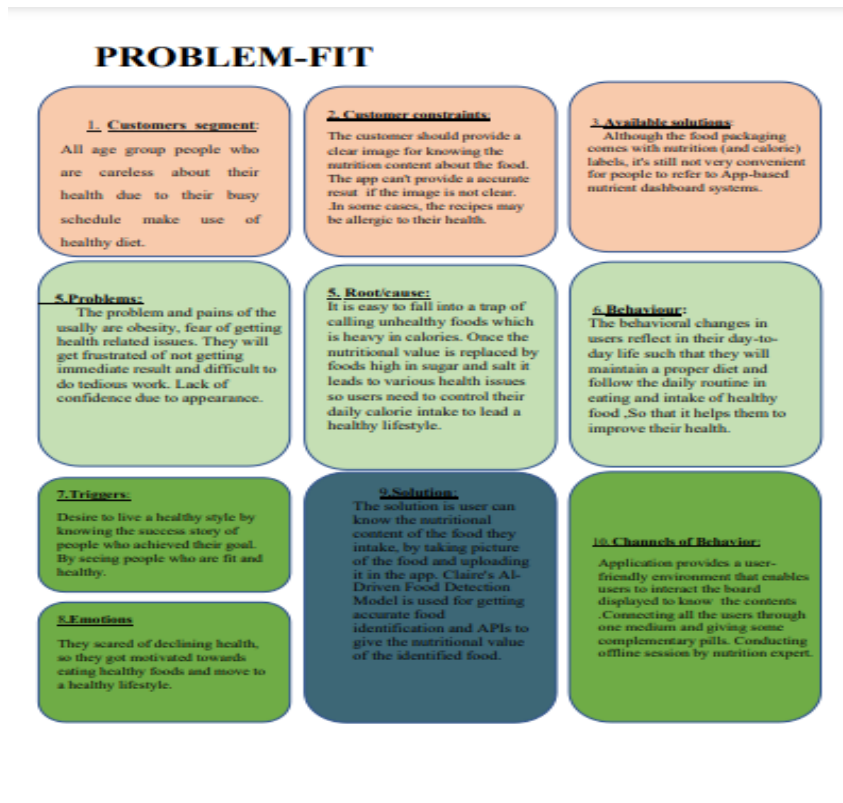 PROBLEM-FIT
1. Customers segment:
All age group people who
are careless about their
health due to their busy
schedule make use of
healthy diet.
2. Customer constraints:
The customer should provide a
clear image for knowing the
nutrition content about the food.
The app can't provide a accurate
resut if the image is not clear.
.In some cases, the recipes may
be allergic to their health.
3. Available solutions:
Although the food packaging
comes with nutrition (and calorie)
labels, it's still not very convenient
for people to refer to App-based
nutrient dashboard systems.
5.Problems:
The problem and pains of the
usally are obesity, fear of getting
health related issues. They will
get frustrated of not getting
immediate result and difficult to
do tedious work. Lack of
confidence due to appearance.
5. Root/cause:
It is easy to fall into a trap of
calling unhealthy foods which
is heavy in calories. Once the
nutritional value is replaced by
foods high in sugar and salt it
leads to various health issues
so users need to control their
daily calorie intake to lead a
healthy lifestyle.
6.Behaviour:
The behavioral changes in
users reflect in their day-to-
day life such that they will
maintain a proper diet and
follow the daily routine in
eating and intake of healthy
food ,So that it helps them to
improve their health.
7.Triggers:
Desire to live a healthy style by
knowing the success story of
people who achieved their goal.
By seeing people who are fit and
healthy.
8.Emotions
They scared of declining health,
so they got motivated towards
eating healthy foods and move to
a healthy lifestyle.
9.Solution:
The solution is user can
know the nutritional
content of the food they
intake, by taking picture
of the food and uploading
it in the app. Claire's AI-
Driven Food Detection
Model is used for getting
accurate food
identification and APIs to
give the nutritional value
of the identified food.
10. Channels of Behavior:
Application provides a user-
friendly environment that enables
users to interact the board
displayed to know the contents
.Connecting all the users through
one medium and giving some
complementary pills. Conducting
offline session by nutrition expert.